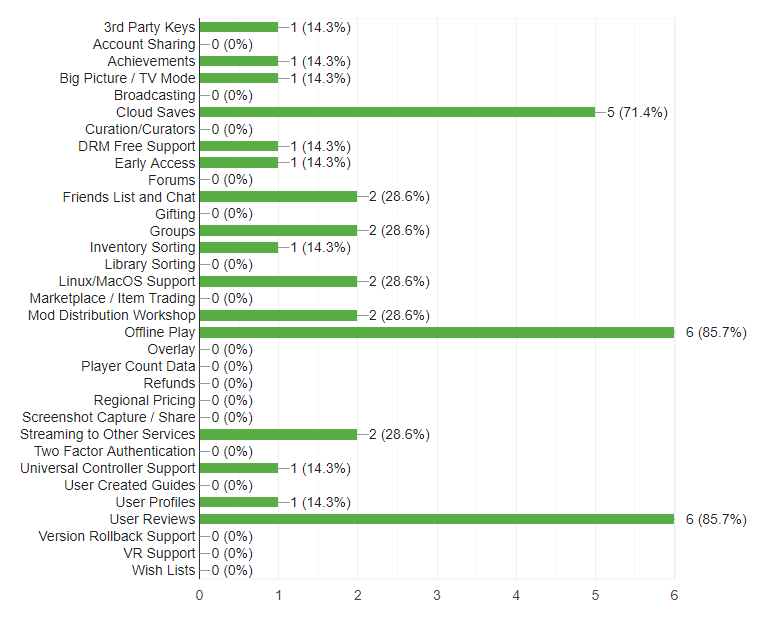 3rd Party Keys 1 (14.3%)
Account Sharing 0 (0%)
Achievements 1 (14.3%)
Big Picture / TV Mode 1 (14.3%)
Broadcasting 0 (0%)
Cloud Saves 5 (71.4%)
Curation/Curators 0 (0%)
DRM Free Support 1 (14.3%)
Early Access 1 (14.3%)
Forums 0 (0%)
Friends List and Chat 2 (28.6%)
Gifting 0 (0%)
Groups 2 (28.6%)
Inventory Sorting 1 (14.3%)
Library Sorting 0 (0%)
Linux/MacOS Support 2 (28.6%)
Marketplace / Item Trading 0 (0%)
Mod Distribution Workshop 2 (28.6%)
Offline Play 6 (85.7%)
Overlay 0 (0%)
Player Count Data 0 (0%)
Refunds 0 (0%)
Regional Pricing 0 (0%)
Screenshot Capture / Share 0 (0%)
Streaming to Other Services 2 (28.6%)
Two Factor Authentication 0 (0%)
Universal Controller Support 1 (14.3%)
User Created Guides 0 (0%)
User Profiles 1 (14.3%)
User Reviews 6 (85.7%)
Version Rollback Support 0 (0%)
VR Support 0 (0%)
Wish Lists 0 (0%)
0 1 2 3 4 5 6